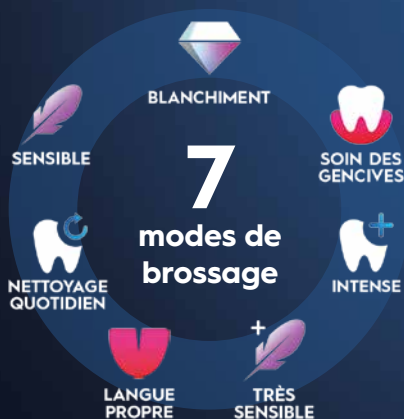 BLANCHIMENT
SENSIBLE
SOIN DES
GENCIVES
7
modes de
brossage
NETTOYAGE
QUOTIDIEN
INTENSE
LANGUE
PROPRE
TRÈS
SENSIBLE